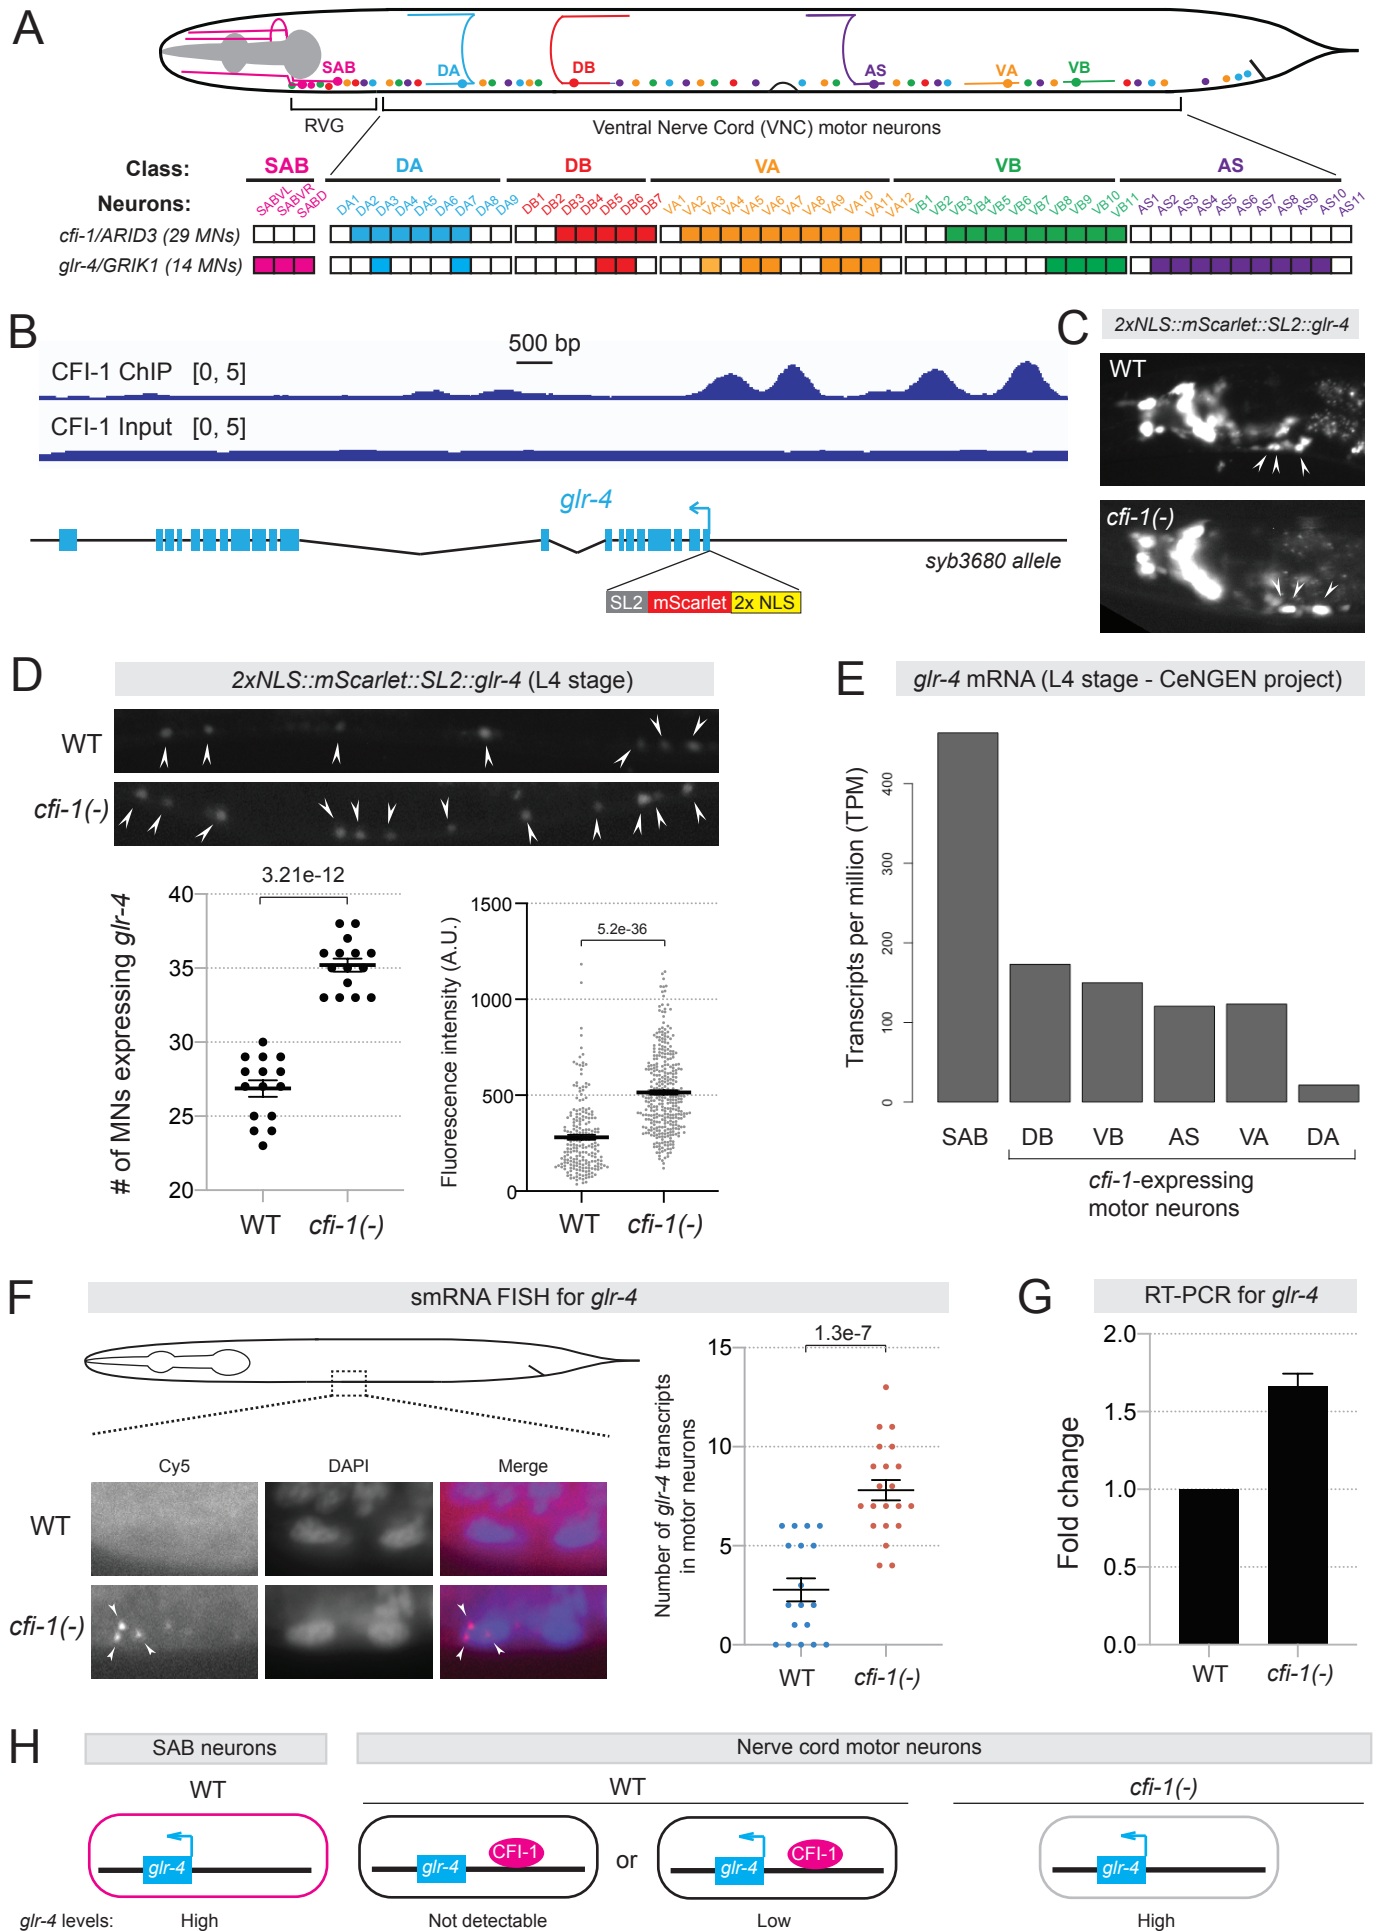 A
SAB
DA
DB
AS
VA
VB
RVG
Ventral Nerve Cord (VNC) motor neurons
Class: SAB DA DB VA VB AS
Neurons: SABVL SABVR SABD DA1 DA2 DA3 DA4 DA5 DA6 DA7 DA8 DA9 DB1 DB2 DB3 DB4 DB5 DB6 DB7 VA1 VA2 VA3 VA4 VA5 VA6 VA7 VA8 VA9 VA10 VA11 VA12 VB1 VB2 VB3 VB4 VB5 VB6 VB7 VB8 VB9 VB10 VB11 AS1 AS2 AS3 AS4 AS5 AS6 AS7 AS8 AS9 AS10 AS11
cfi-1/ARID3 (29 MNs)
glr-4/GRIK1 (14 MNs)
B
500 bp
CFI-1 ChIP [0, 5]
CFI-1 Input [0, 5]
glr-4
syb3680 allele
SL2 mScarlet 2x NLS
C
2xNLS::mScarlet::SL2::glr-4
WT
cfi-1(-)
D
2xNLS::mScarlet::SL2::glr-4 (L4 stage)
WT
cfi-1(-)
# of MNs expressing glr-4
40
35
30
25
20
3.21e-12
WT cfi-1(-)
Fluorescence intensity (A.U.)
1500
1000
500
0
5.2e-36
WT cfi-1(-)
E
glr-4 mRNA (L4 stage - CeNGEN project)
Transcripts per million (TPM)
400
300
200
100
0
SAB DB VB AS VA DA
cfi-1-expressing
motor neurons
F
smRNA FISH for glr-4
Cy5 DAPI Merge
WT
cfi-1(-)
Number of glr-4 transcripts
in motor neurons
15
10
5
0
1.3e-7
WT cfi-1(-)
G
RT-PCR for glr-4
Fold change
2.0
1.5
1.0
0.5
0.0
WT cfi-1(-)
H
SAB neurons
Nerve cord motor neurons
WT WT cfi-1(-)
glr-4
glr-4 CFI-1
or
glr-4 CFI-1
glr-4
glr-4 levels: High Not detectable Low High